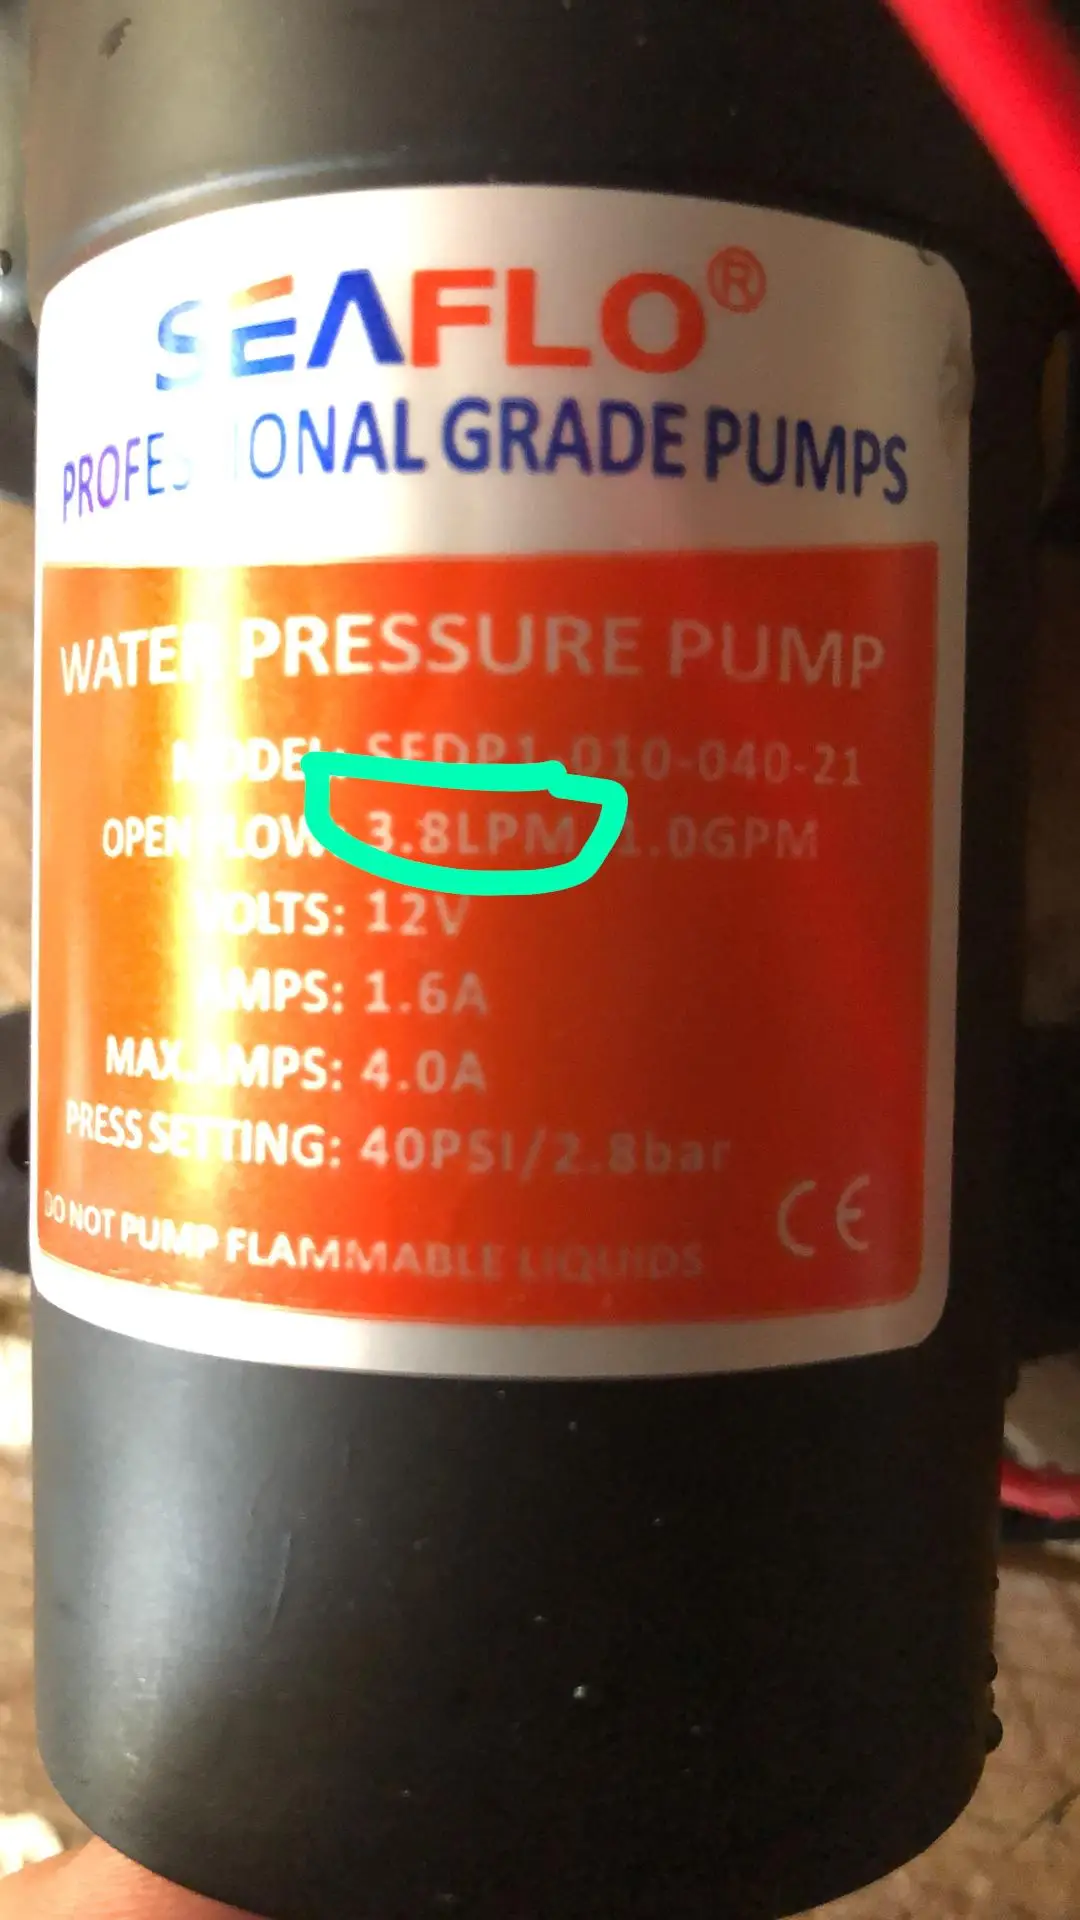 SEAFLO®
PROFESSIONAL GRADE PUMPS
WATER PRESSURE PUMP
MODEL: SFDP1-010-040-21
OPEN FLOW: 3.8LPM 1.0GPM
VOLTS: 12V
AMPS: 1.6A
MAX.AMPS: 4.0A
PRESS SETTING: 40PSI/2.8bar
DO NOT PUMP FLAMMABLE LIQUIDS
CE